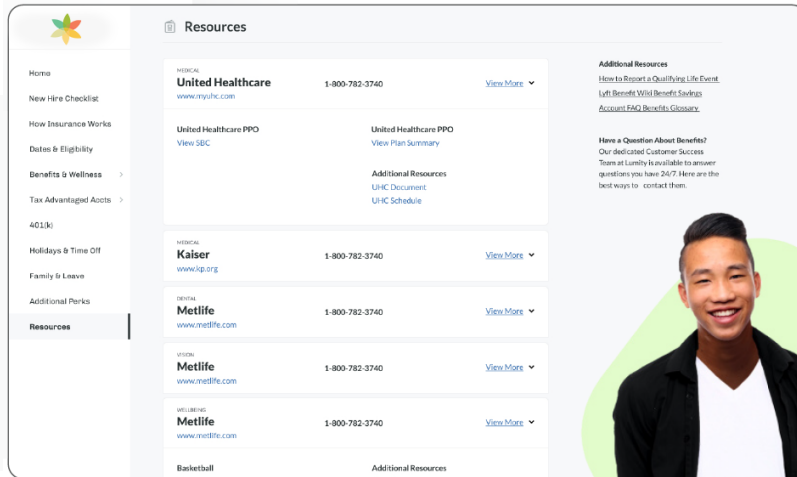 Resources
Home
New Hire Checklist
How Insurance Works
Dates & Eligibility
Benefits & Wellness
Tax Advantaged Accts
401(k)
Holidays & Time Off
Family & Leave
Additional Perks
Resources
MEDICAL
United Healthcare 1-800-782-3740 View More
www.myuhc.com
United Healthcare PPO United Healthcare PPO
View SBC View Plan Summary
Additional Resources
UHC Document
UHC Schedule
MEDICAL
Kaiser 1-800-782-3740 View More
www.kp.org
DENTAL
Metlife 1-800-782-3740 View More
www.metlife.com
VISION
Metlife 1-800-782-3740 View More
www.metlife.com
WELLBEING
Metlife 1-800-782-3740 View More
www.metlife.com
Basketball Additional Resources
Additional Resources
How to Report a Qualifying Life Event
Lyft Benefit Wiki Benefit Savings
Account FAQ Benefits Glossary
Have a Question About Benefits?
Our dedicated Customer Success
Team at Lumity is available to answer
questions you have 24/7. Here are the
best ways to contact them.